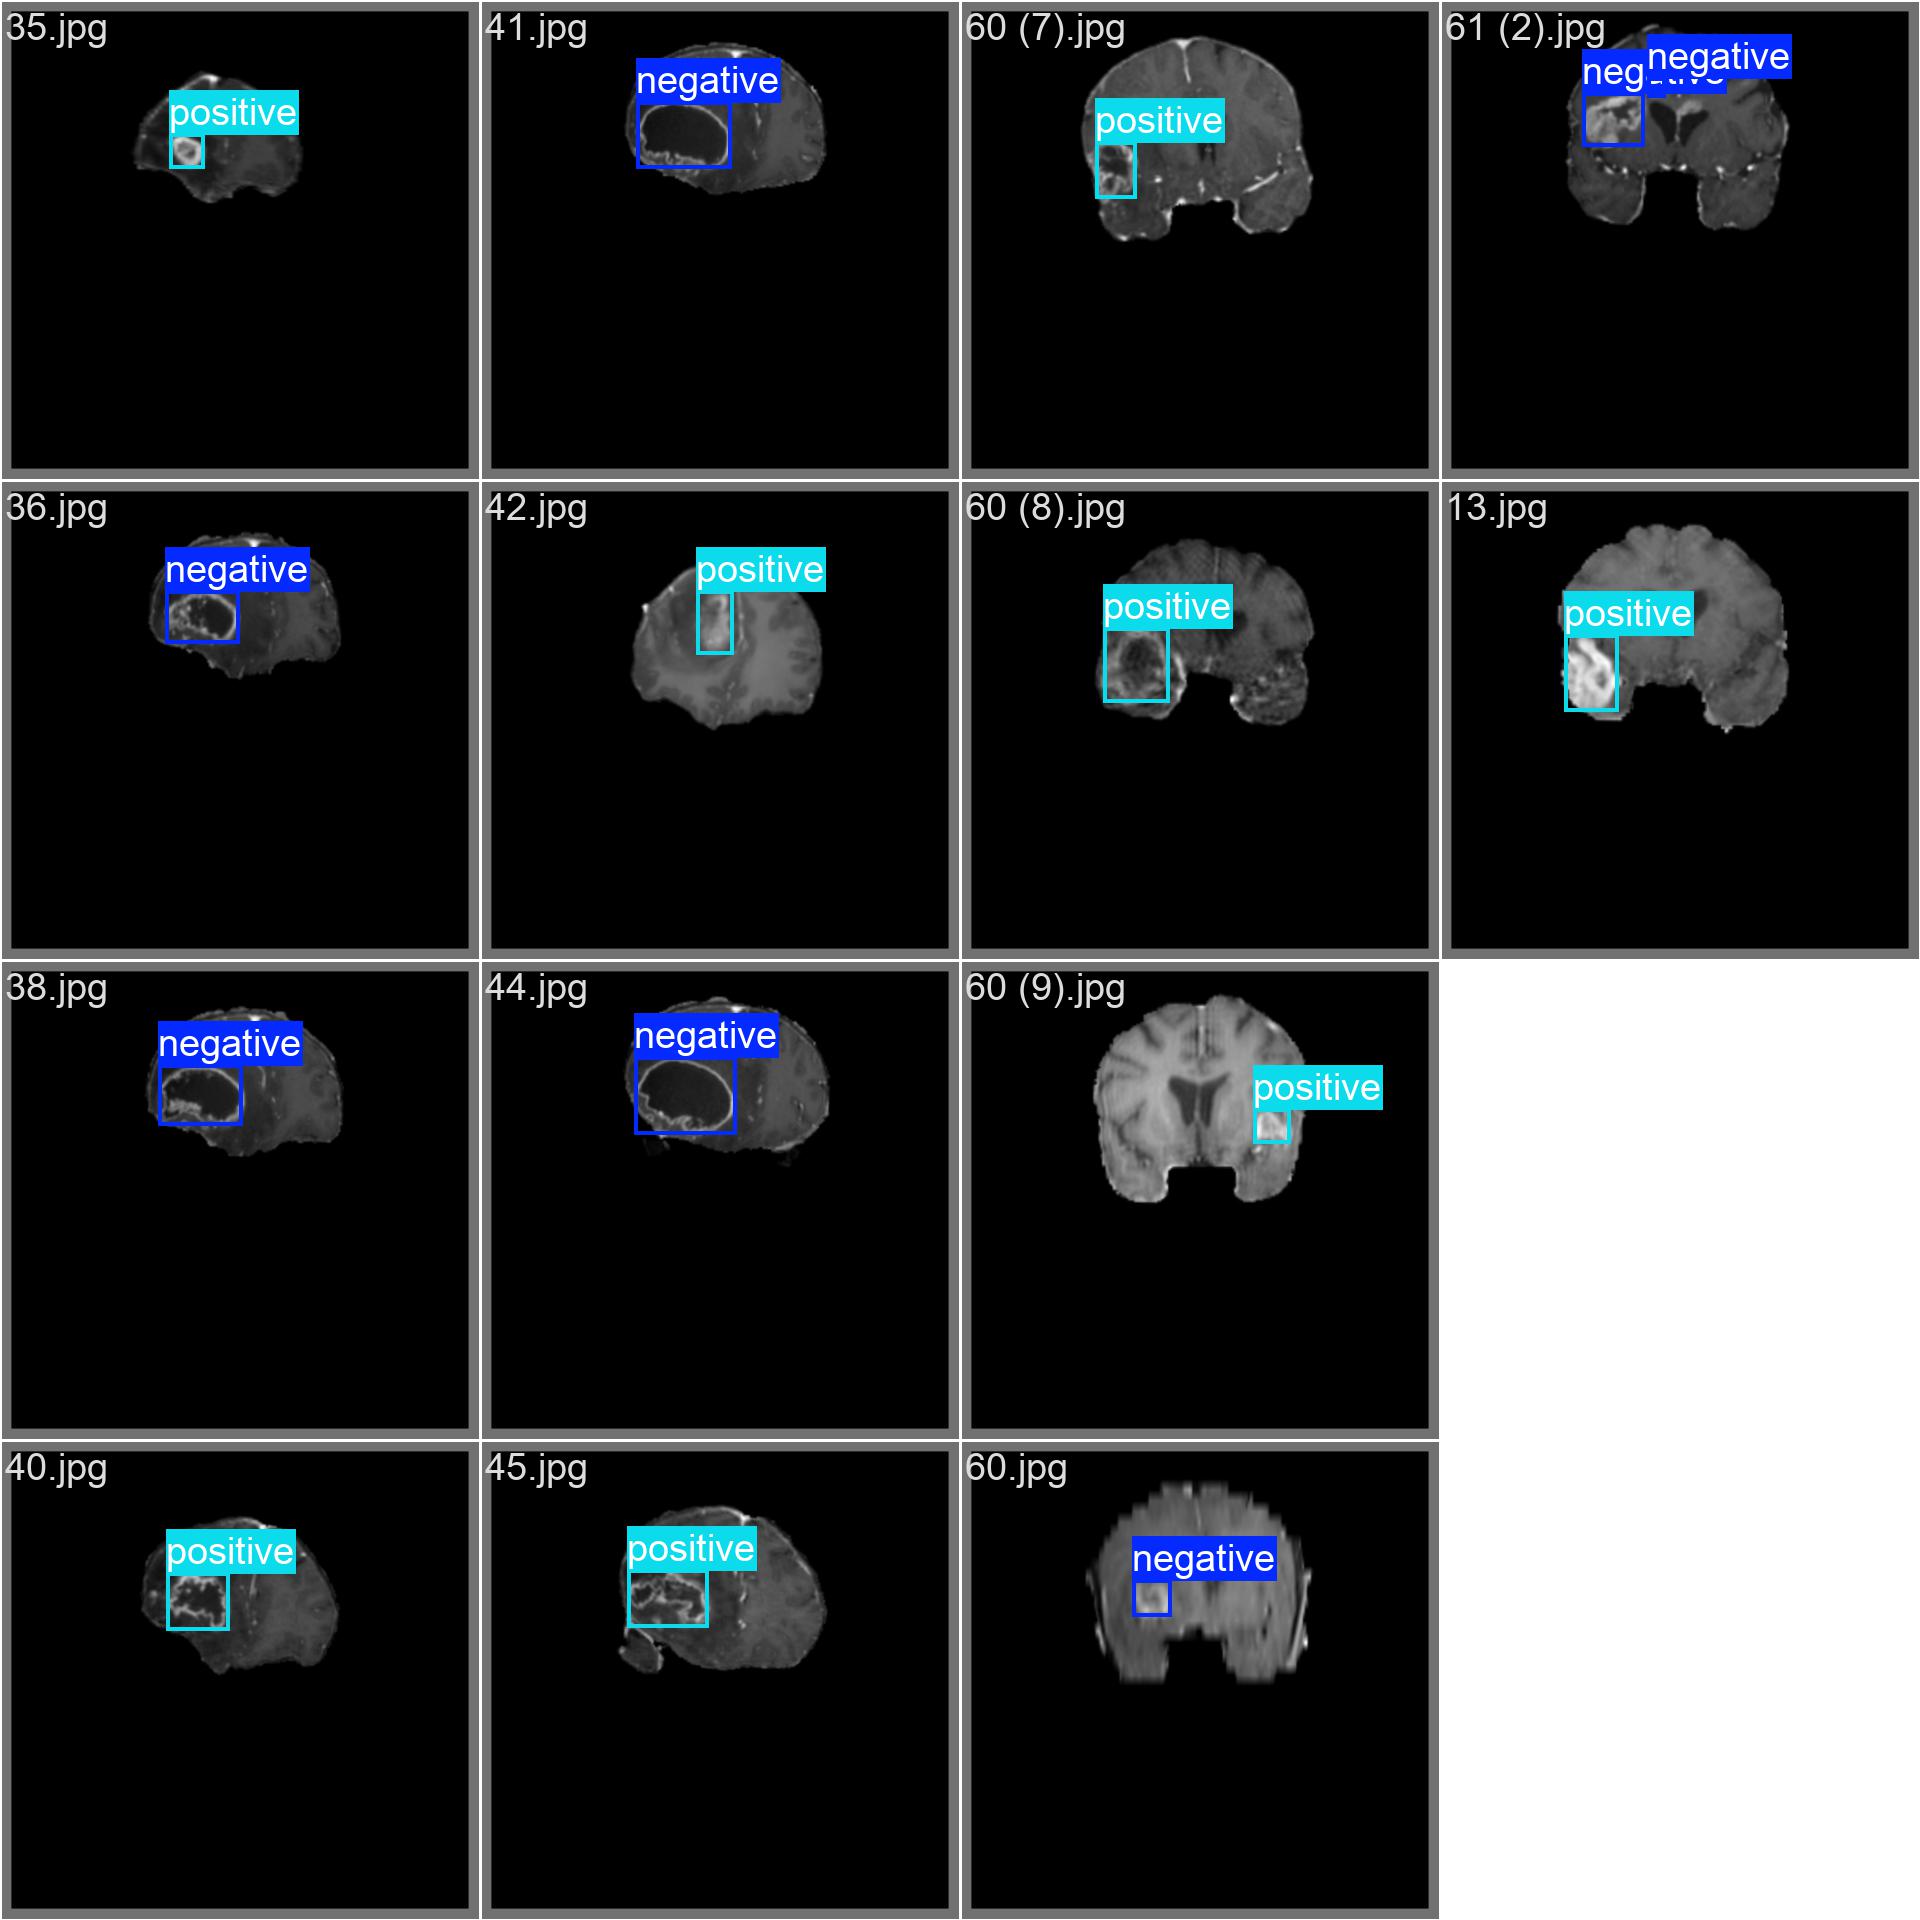 35.jpg
positive
41.jpg
negative
60 (7).jpg
positive
61 (2).jpg
negative
negative
36.jpg
negative
42.jpg
positive
60 (8).jpg
positive
13.jpg
positive
38.jpg
negative
44.jpg
negative
60 (9).jpg
positive
40.jpg
positive
45.jpg
positive
60.jpg
negative